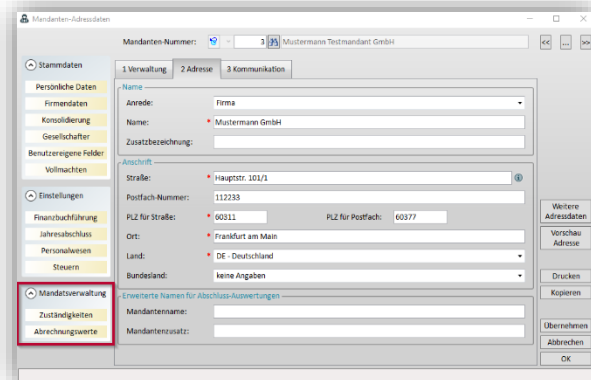 Mandanten-Adressdaten
Mandanten-Nummer: 3 Mustermann Testmandant GmbH
<< ... >>
Stammdaten
Persönliche Daten
Firmendaten
Konsolidierung
Gesellschafter
Benutzereigene Felder
Vollmachten
Einstellungen
Finanzbuchführung
Jahresabschluss
Personalwesen
Steuern
Mandatsverwaltung
Zuständigkeiten
Abrechnungswerte
1 Verwaltung 2 Adresse 3 Kommunikation
Name
Anrede: Firma
Name: * Mustermann GmbH
Zusatzbezeichnung:
Anschrift
Straße: * Hauptstr. 101/1
Postfach-Nummer: 112233
PLZ für Straße: * 60311 PLZ für Postfach: 60377
Ort: * Frankfurt am Main
Land: * DE - Deutschland
Bundesland: keine Angaben
Erweiterte Namen für Abschluss-Auswertungen
Mandantenname:
Mandantenzusatz:
Weitere
Adressdaten
Vorschau
Adresse
Drucken
Kopieren
Übernehmen
Abbrechen
OK